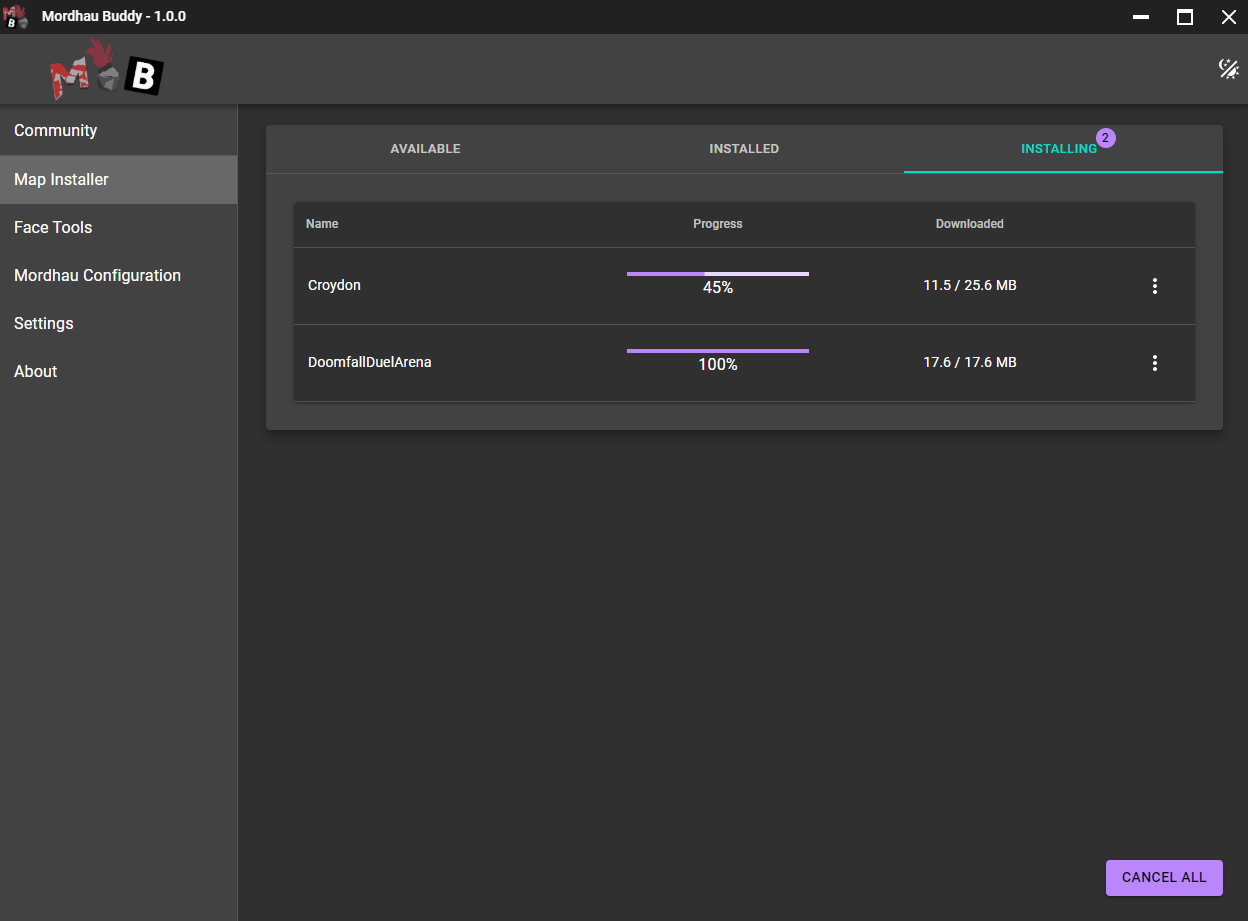 Mordhau Buddy - 1.0.0
M B
Community
Map Installer
Face Tools
Mordhau Configuration
Settings
About
AVAILABLE INSTALLED INSTALLING 2
Name Progress Downloaded
Croydon 45% 11.5 / 25.6 MB
DoomfallDuelArena 100% 17.6 / 17.6 MB
CANCEL ALL